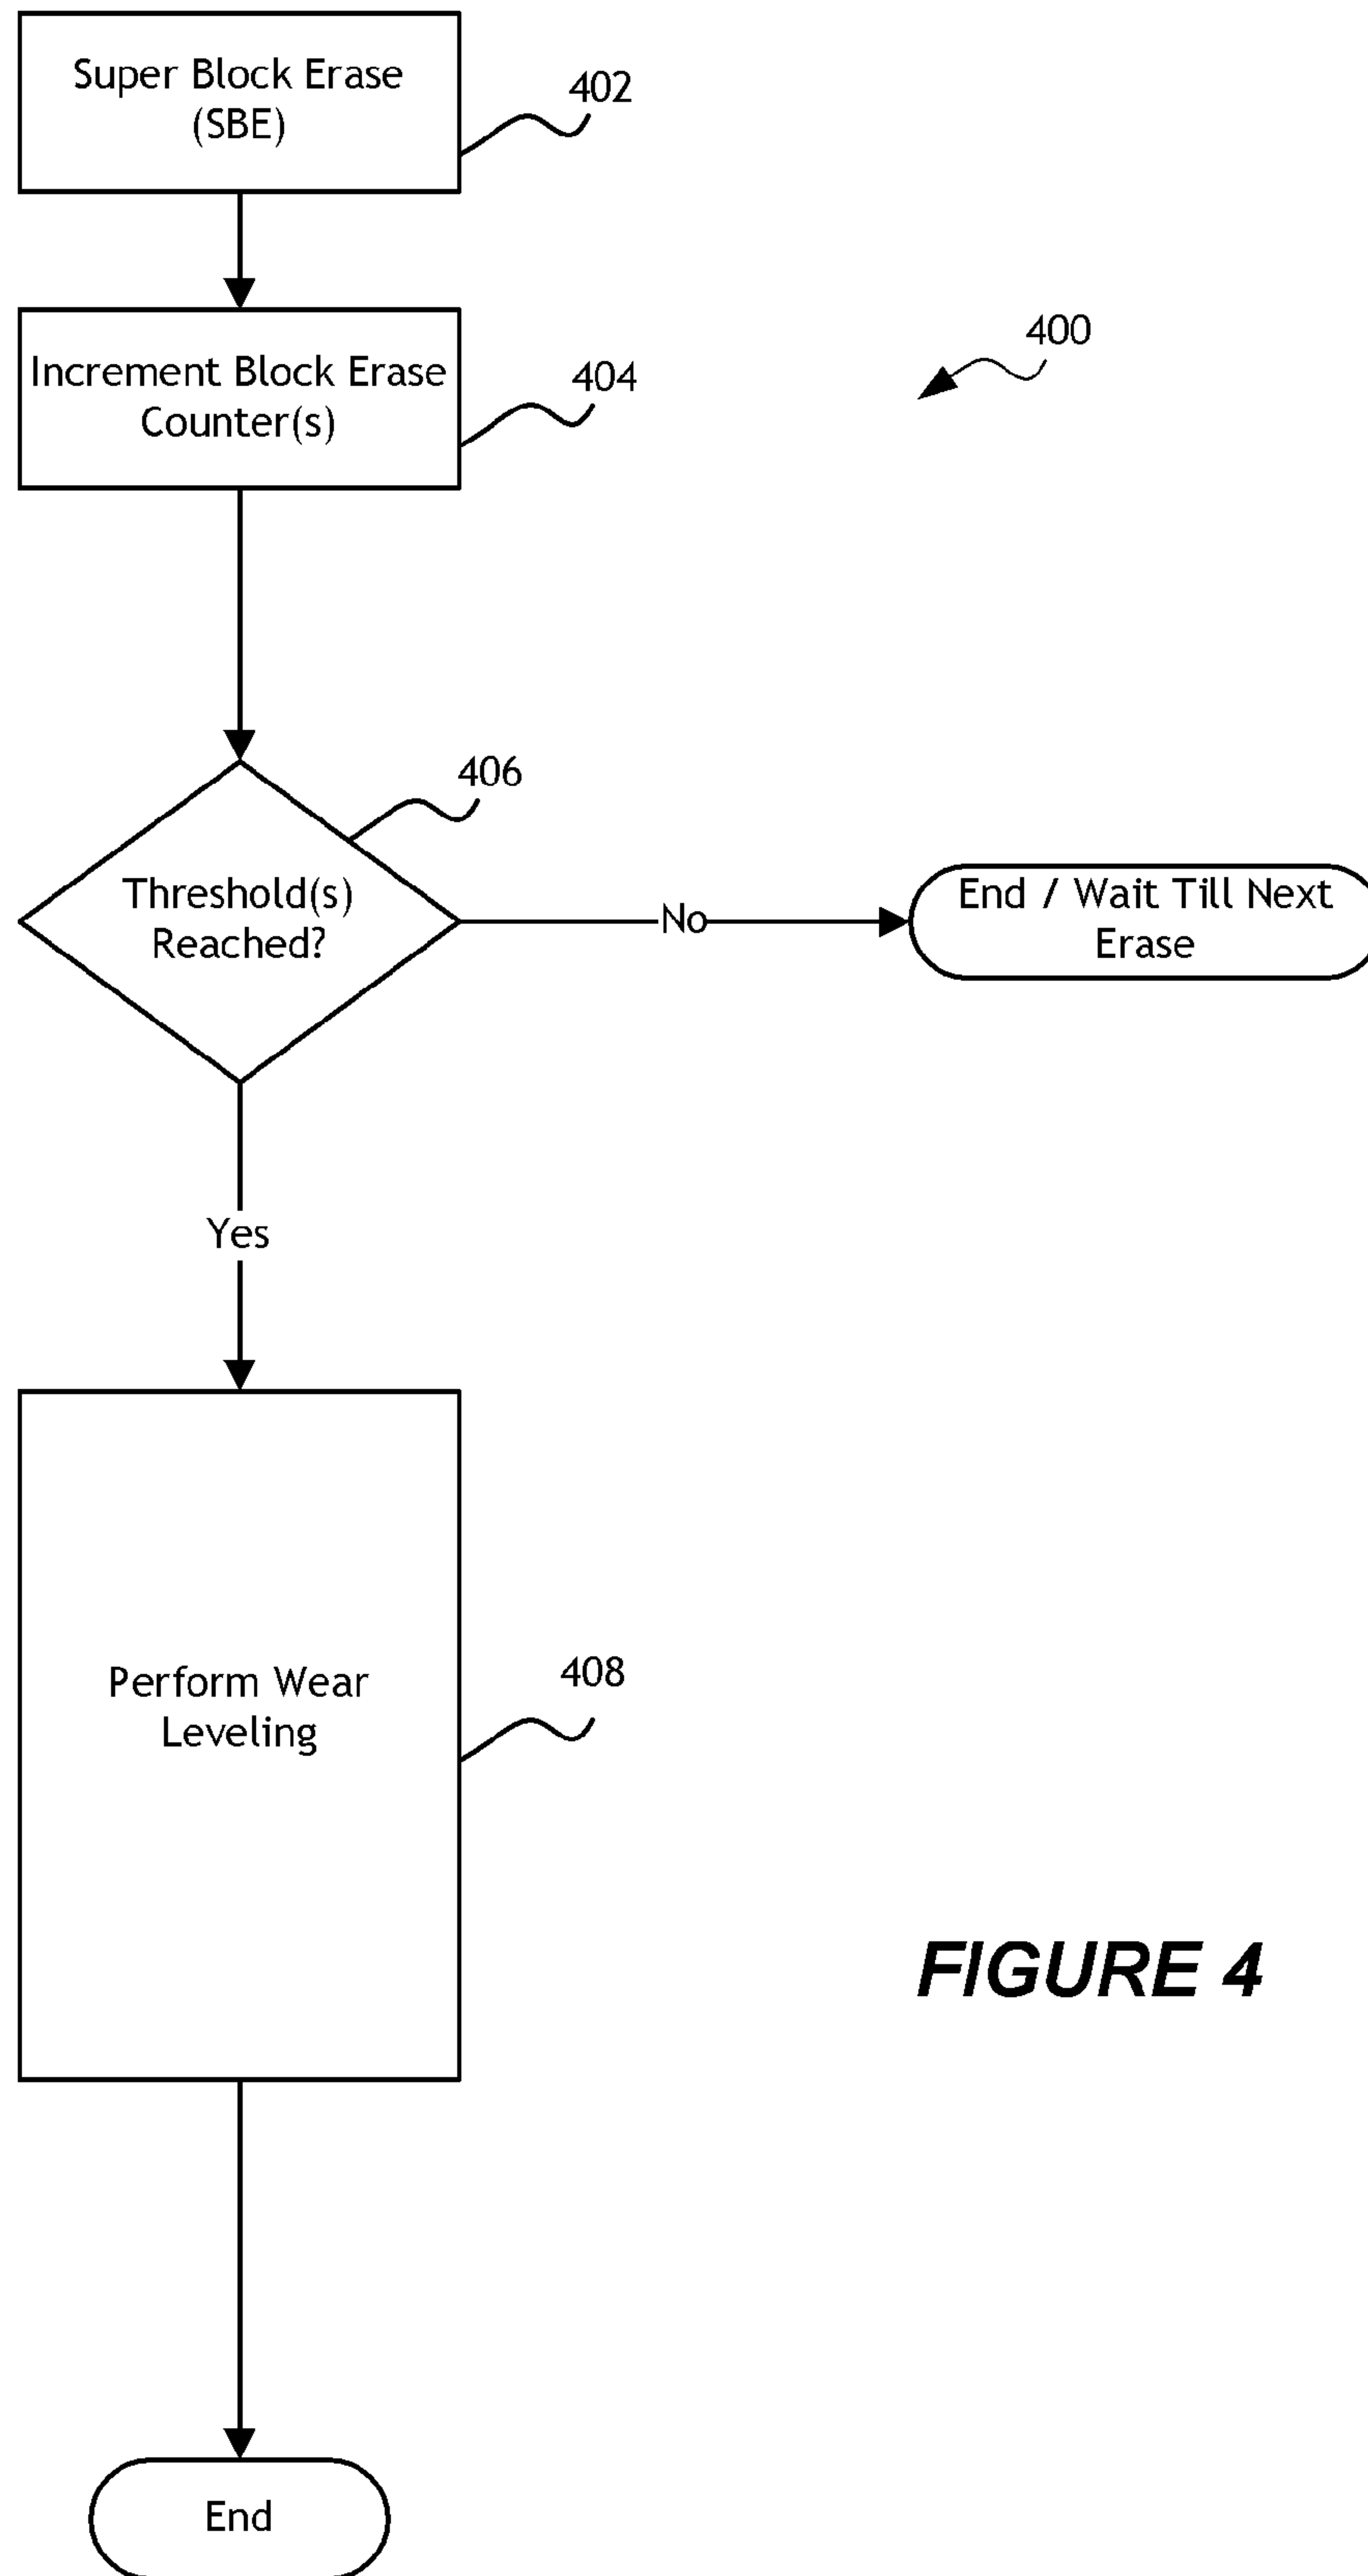 Super Block Erase
(SBE)
402
Increment Block Erase
Counter(s)
404
400
406
Threshold(s)
Reached?
No
End / Wait Till Next
Erase
Yes
Perform Wear
Leveling
408
FIGURE 4
End